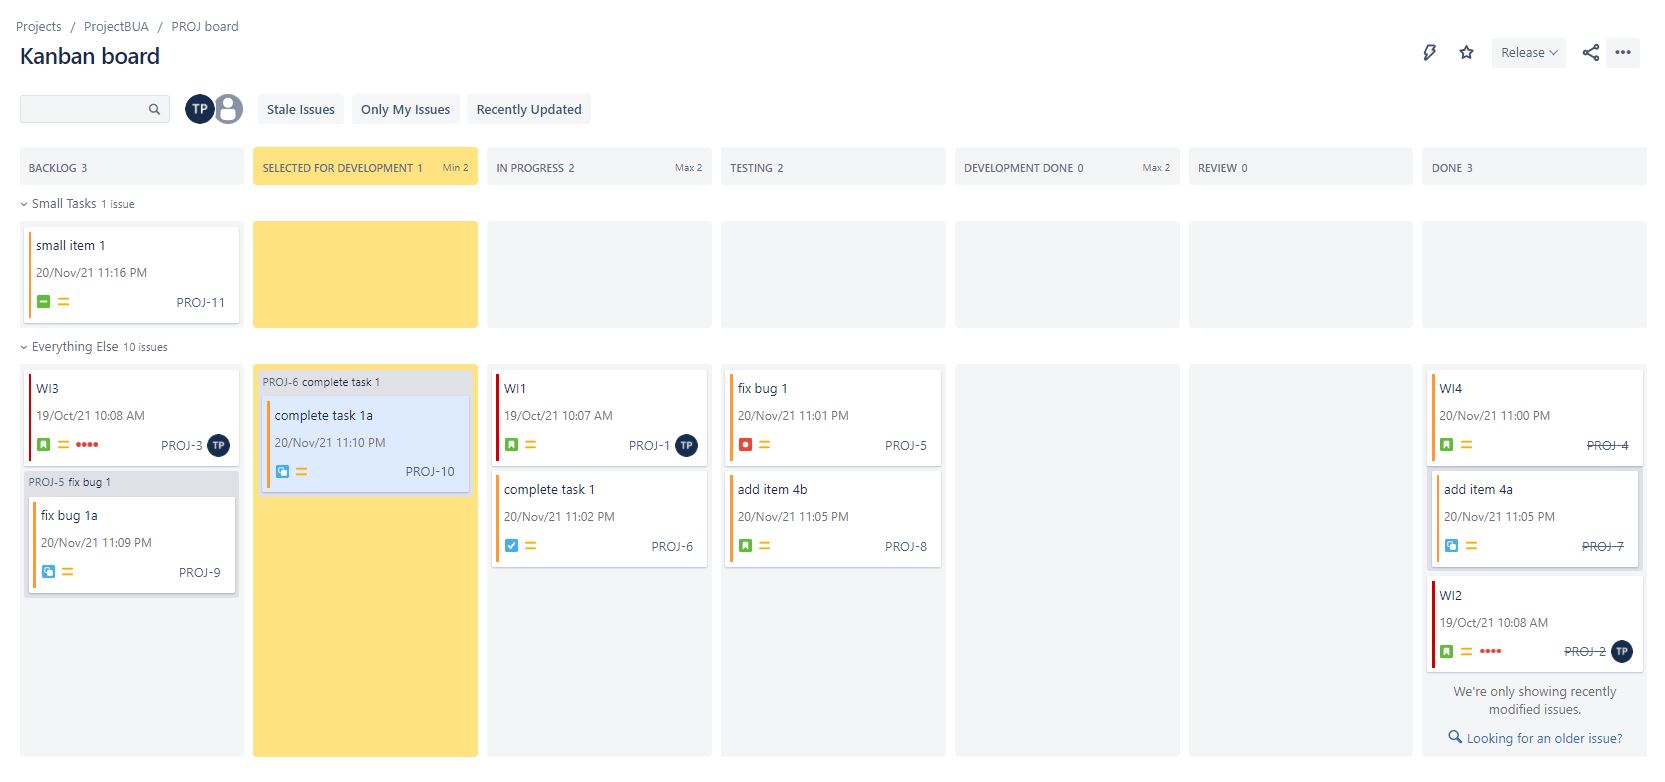 Projects / ProjectBUA / PROJ board
Kanban board
Release
TP
Stale Issues
Only My Issues
Recently Updated
BACKLOG 3
SELECTED FOR DEVELOPMENT 1 Min 2
IN PROGRESS 2 Max 2
TESTING 2
DEVELOPMENT DONE 0 Max 2
REVIEW 0
DONE 3
Small Tasks 1 issue
small item 1
20/Nov/21 11:16 PM
PROJ-11
Everything Else 10 issues
WI3
19/Oct/21 10:08 AM
PROJ-3 TP
PROJ-5 fix bug 1
fix bug 1a
20/Nov/21 11:09 PM
PROJ-9
PROJ-6 complete task 1
complete task 1a
20/Nov/21 11:10 PM
PROJ-10
WI1
19/Oct/21 10:07 AM
PROJ-1 TP
complete task 1
20/Nov/21 11:02 PM
PROJ-6
fix bug 1
20/Nov/21 11:01 PM
PROJ-5
add item 4b
20/Nov/21 11:05 PM
PROJ-8
WI4
20/Nov/21 11:00 PM
PROJ-4
add item 4a
20/Nov/21 11:05 PM
PROJ-7
WI2
19/Oct/21 10:08 AM
PROJ-2 TP
We're only showing recently
modified issues.
Looking for an older issue?